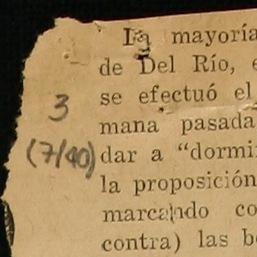 La mayoría
de Del Río, e
se efectuó el
3
mana pasada
(7/40)
dar a “dormi
la proposición
marcando co
contra) las b